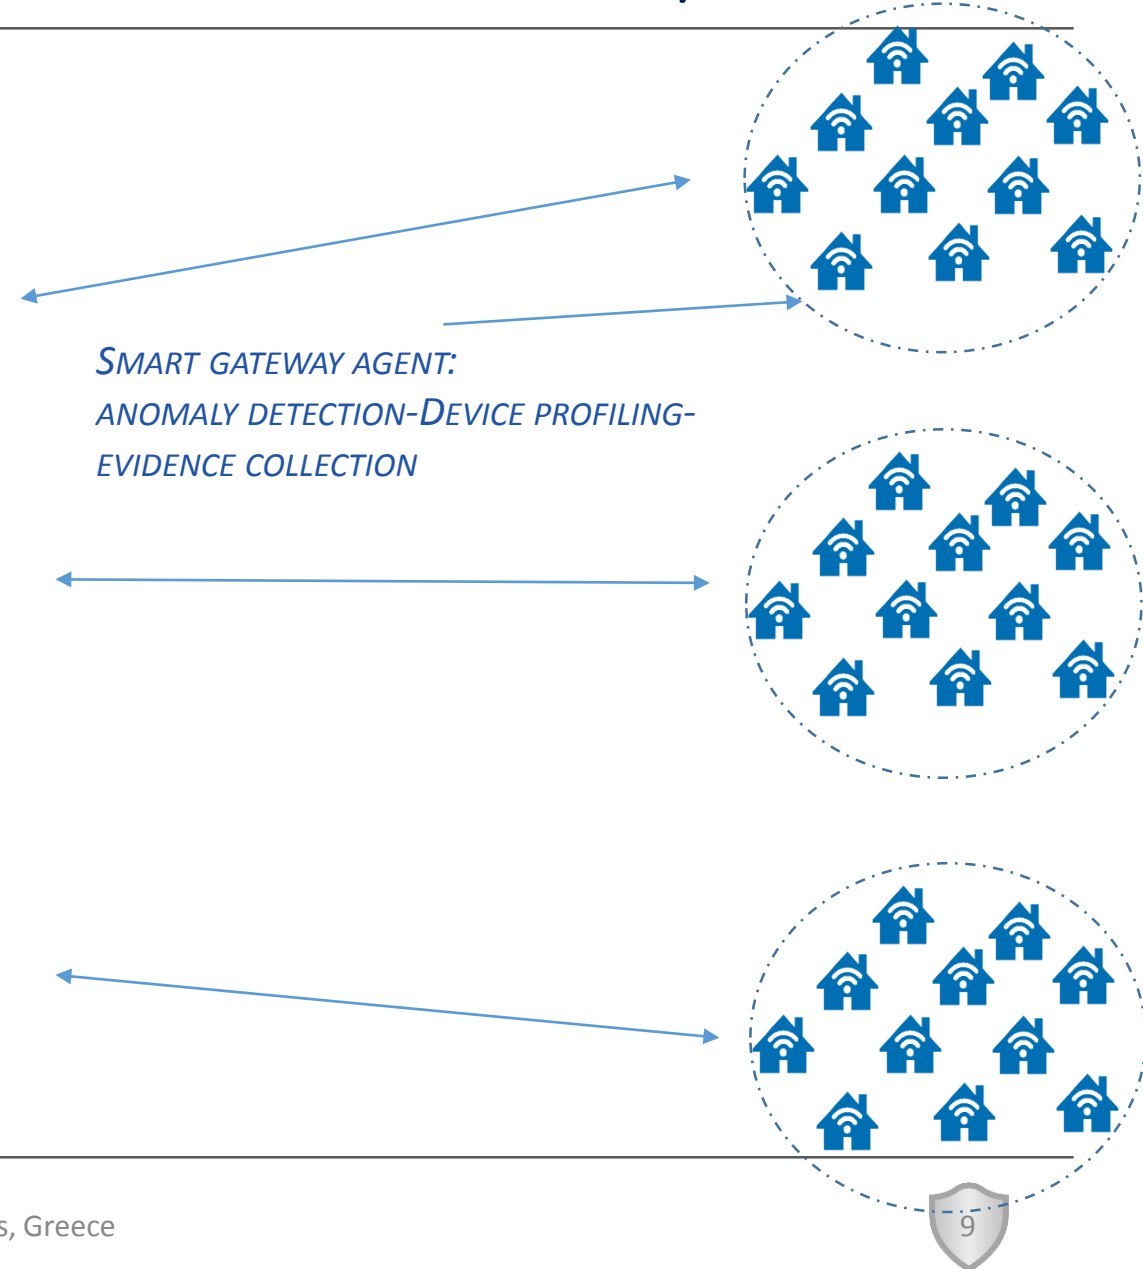 SMART GATEWAY AGENT:
ANOMALY DETECTION-DEVICE PROFILING-
EVIDENCE COLLECTION
, Greece
9